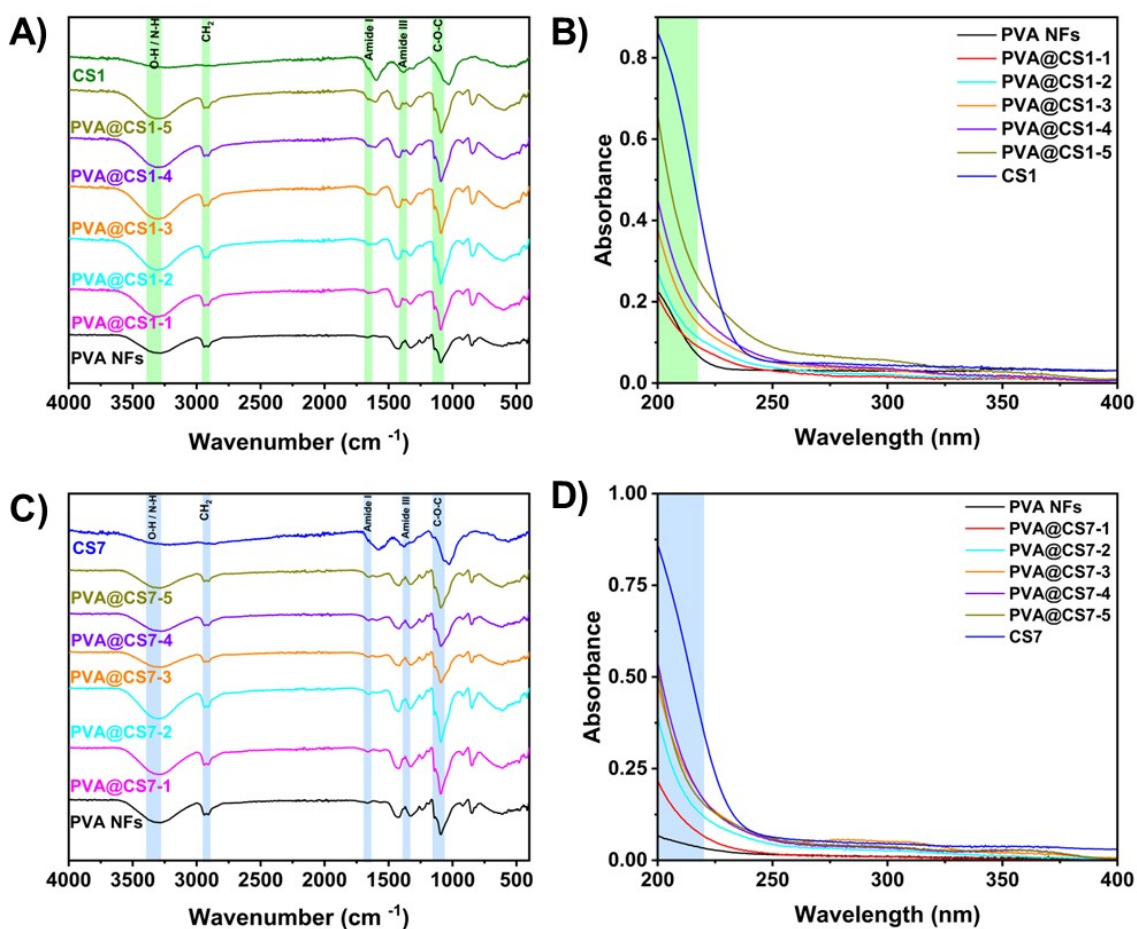 A)
O-H / N-H
CH2
Amide I
Amide III
C-O-C
CS1
PVA@CS1-5
PVA@CS1-4
PVA@CS1-3
PVA@CS1-2
PVA@CS1-1
PVA NFs
4000 3500 3000 2500 2000 1500 1000 500
Wavenumber (cm -1)
B)
Absorbance
0.8
0.6
0.4
0.2
0.0
PVA NFs
PVA@CS1-1
PVA@CS1-2
PVA@CS1-3
PVA@CS1-4
PVA@CS1-5
CS1
200 250 300 350 400
Wavelength (nm)
C)
O-H / N-H
CH2
Amide I
Amide III
C-O-C
CS7
PVA@CS7-5
PVA@CS7-4
PVA@CS7-3
PVA@CS7-2
PVA@CS7-1
PVA NFs
4000 3500 3000 2500 2000 1500 1000 500
Wavenumber (cm -1)
D)
Absorbance
1.00
0.75
0.50
0.25
0.00
PVA NFs
PVA@CS7-1
PVA@CS7-2
PVA@CS7-3
PVA@CS7-4
PVA@CS7-5
CS7
200 250 300 350 400
Wavelength (nm)